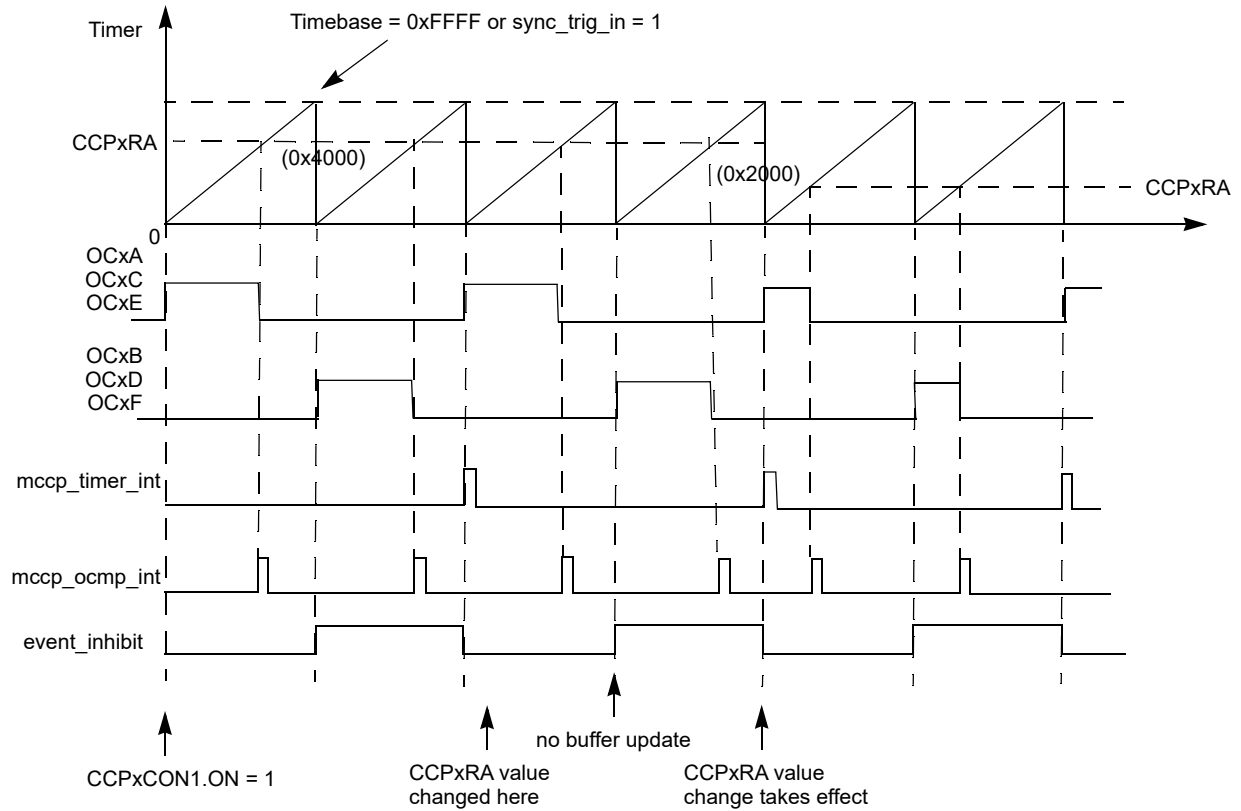 Timebase = 0xFFFF or sync_trig_in = 1
Timer
CCPxRA
(0x4000)
(0x2000)
CCPxRA
0
OCxA
OCxC
OCxE
OCxB
OCxD
OCxF
mccp_timer_int
mccp_ocmp_int
event_inhibit
no buffer update
CCPxCON1.ON = 1
CCPxRA value
changed here
CCPxRA value
change takes effect